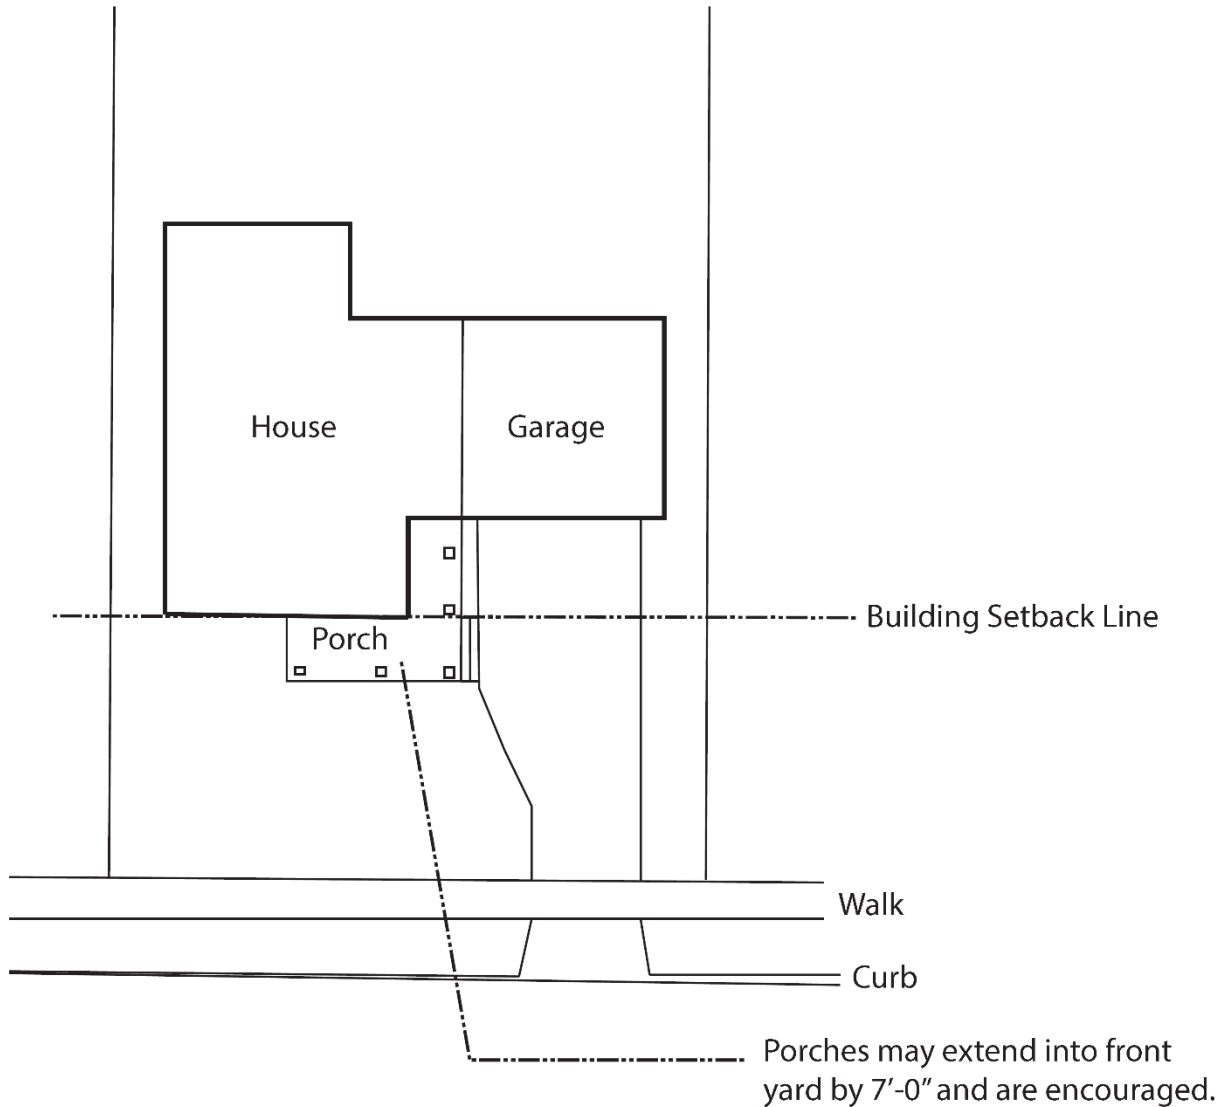 House
Garage
Building Setback Line
Porch
Walk
Curb
Porches may extend into front
yard by 7’-0” and are encouraged.